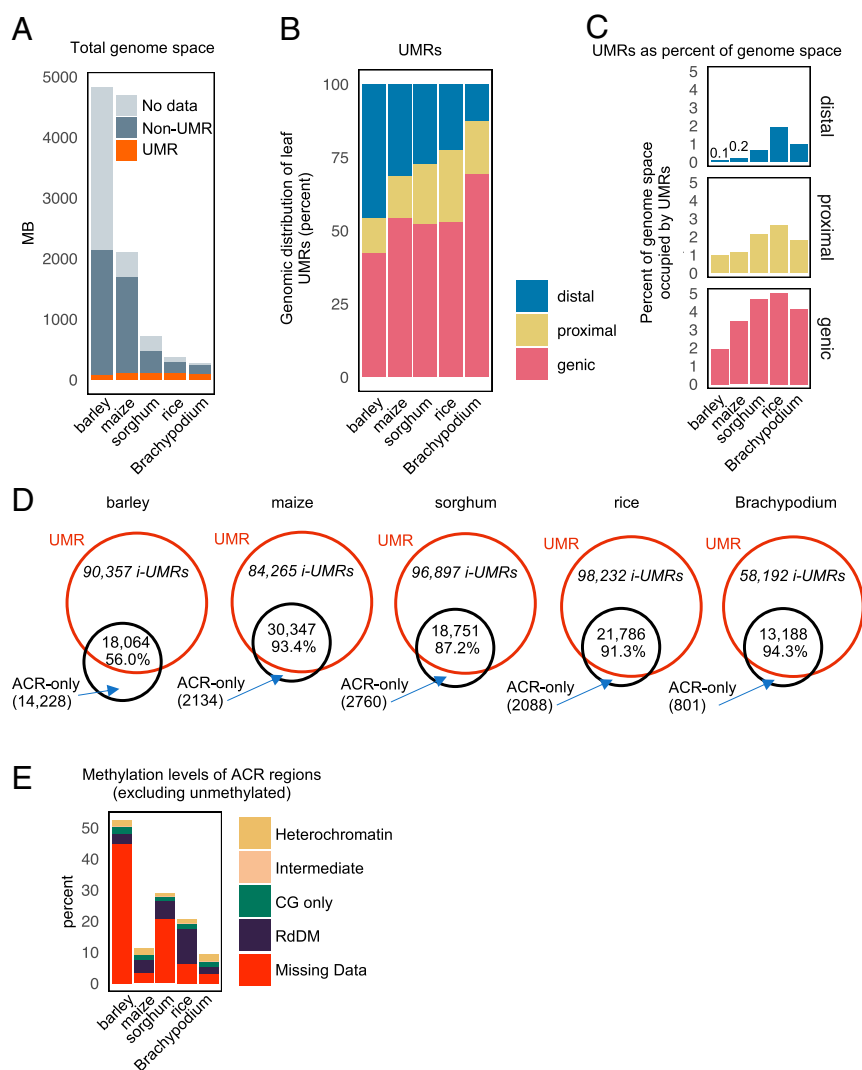 A
Total genome space
MB
5000
4000
3000
2000
1000
0
No data
Non-UMR
UMR
barley
maize
sorghum
rice
Brachypodium
B
UMRs
Genomic distribution of leaf
UMRs (percent)
100
75
50
25
0
barley
maize
sorghum
rice
Brachypodium
distal
proximal
genic
C
UMRs as percent of genome space
Percent of genome space
occupied by UMRs
5
4
3
2
1
0
0.1
0.2
distal
5
4
3
2
1
0
proximal
5
4
3
2
1
0
genic
barley
maize
sorghum
rice
Brachypodium
D
barley
UMR
90,357 i-UMRs
18,064
56.0%
ACR-only
(14,228)
maize
UMR
84,265 i-UMRs
30,347
93.4%
ACR-only
(2134)
sorghum
UMR
96,897 i-UMRs
18,751
87.2%
ACR-only
(2760)
rice
UMR
98,232 i-UMRs
21,786
91.3%
ACR-only
(2088)
Brachypodium
UMR
58,192 i-UMRs
13,188
94.3%
ACR-only
(801)
E
Methylation levels of ACR regions
(excluding unmethylated)
percent
50
40
30
20
10
0
barley
maize
sorghum
rice
Brachypodium
Heterochromatin
Intermediate
CG only
RdDM
Missing Data